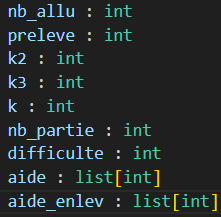 nb_allu : int
preleve : int
k2 : int
k3 : int
k : int
nb_partie : int
difficulte : int
aide : list[int]
aide_enlev : list[int]